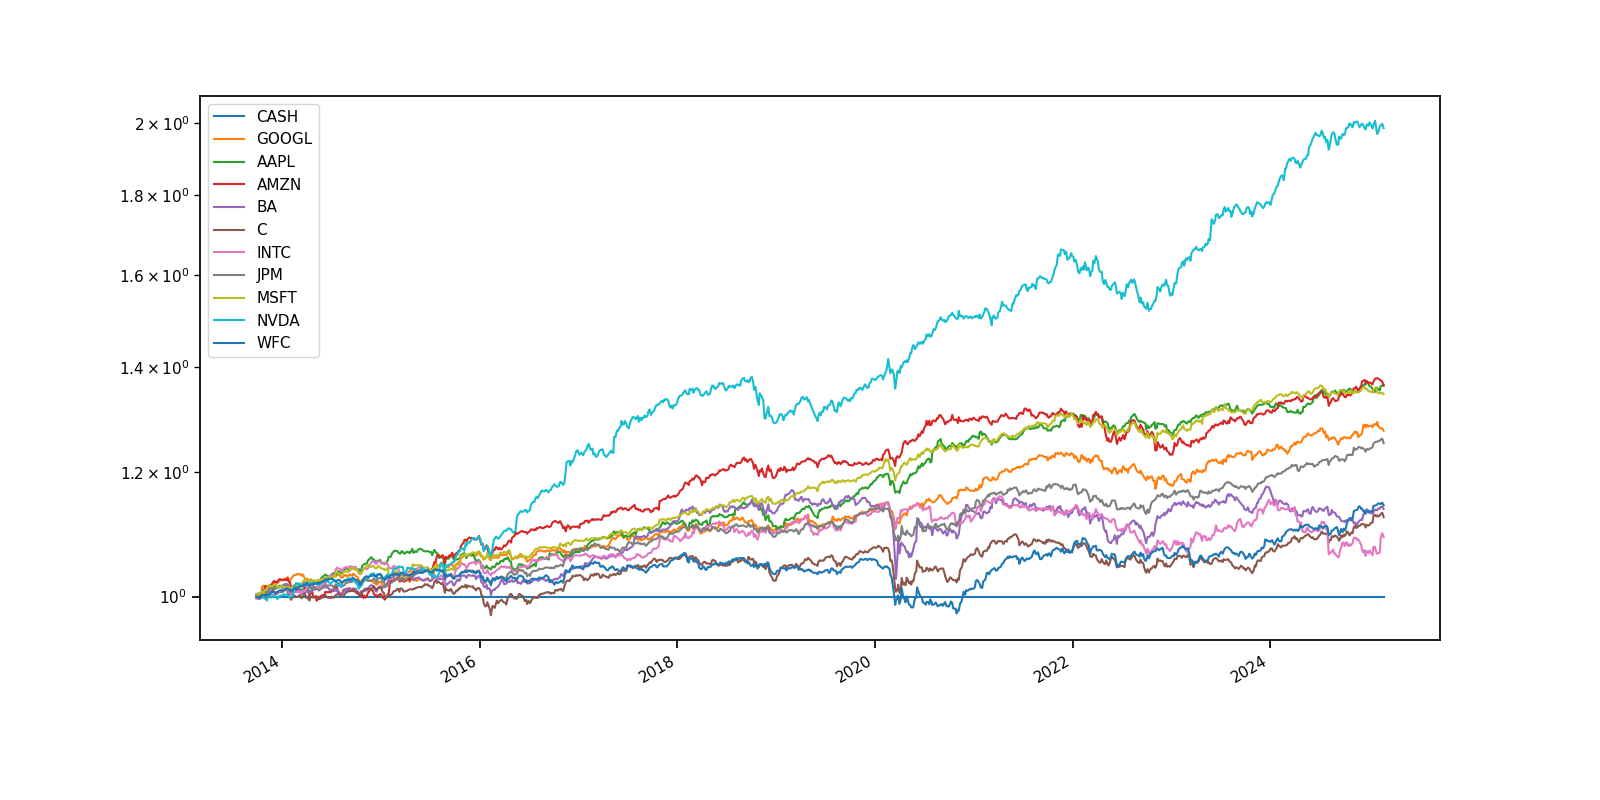 2 × 10⁰
1.8 × 10⁰
1.6 × 10⁰
1.4 × 10⁰
1.2 × 10⁰
10⁰
CASH
GOOGL
AAPL
AMZN
BA
C
INTC
JPM
MSFT
NVDA
WFC
2014
2016
2018
2020
2022
2024